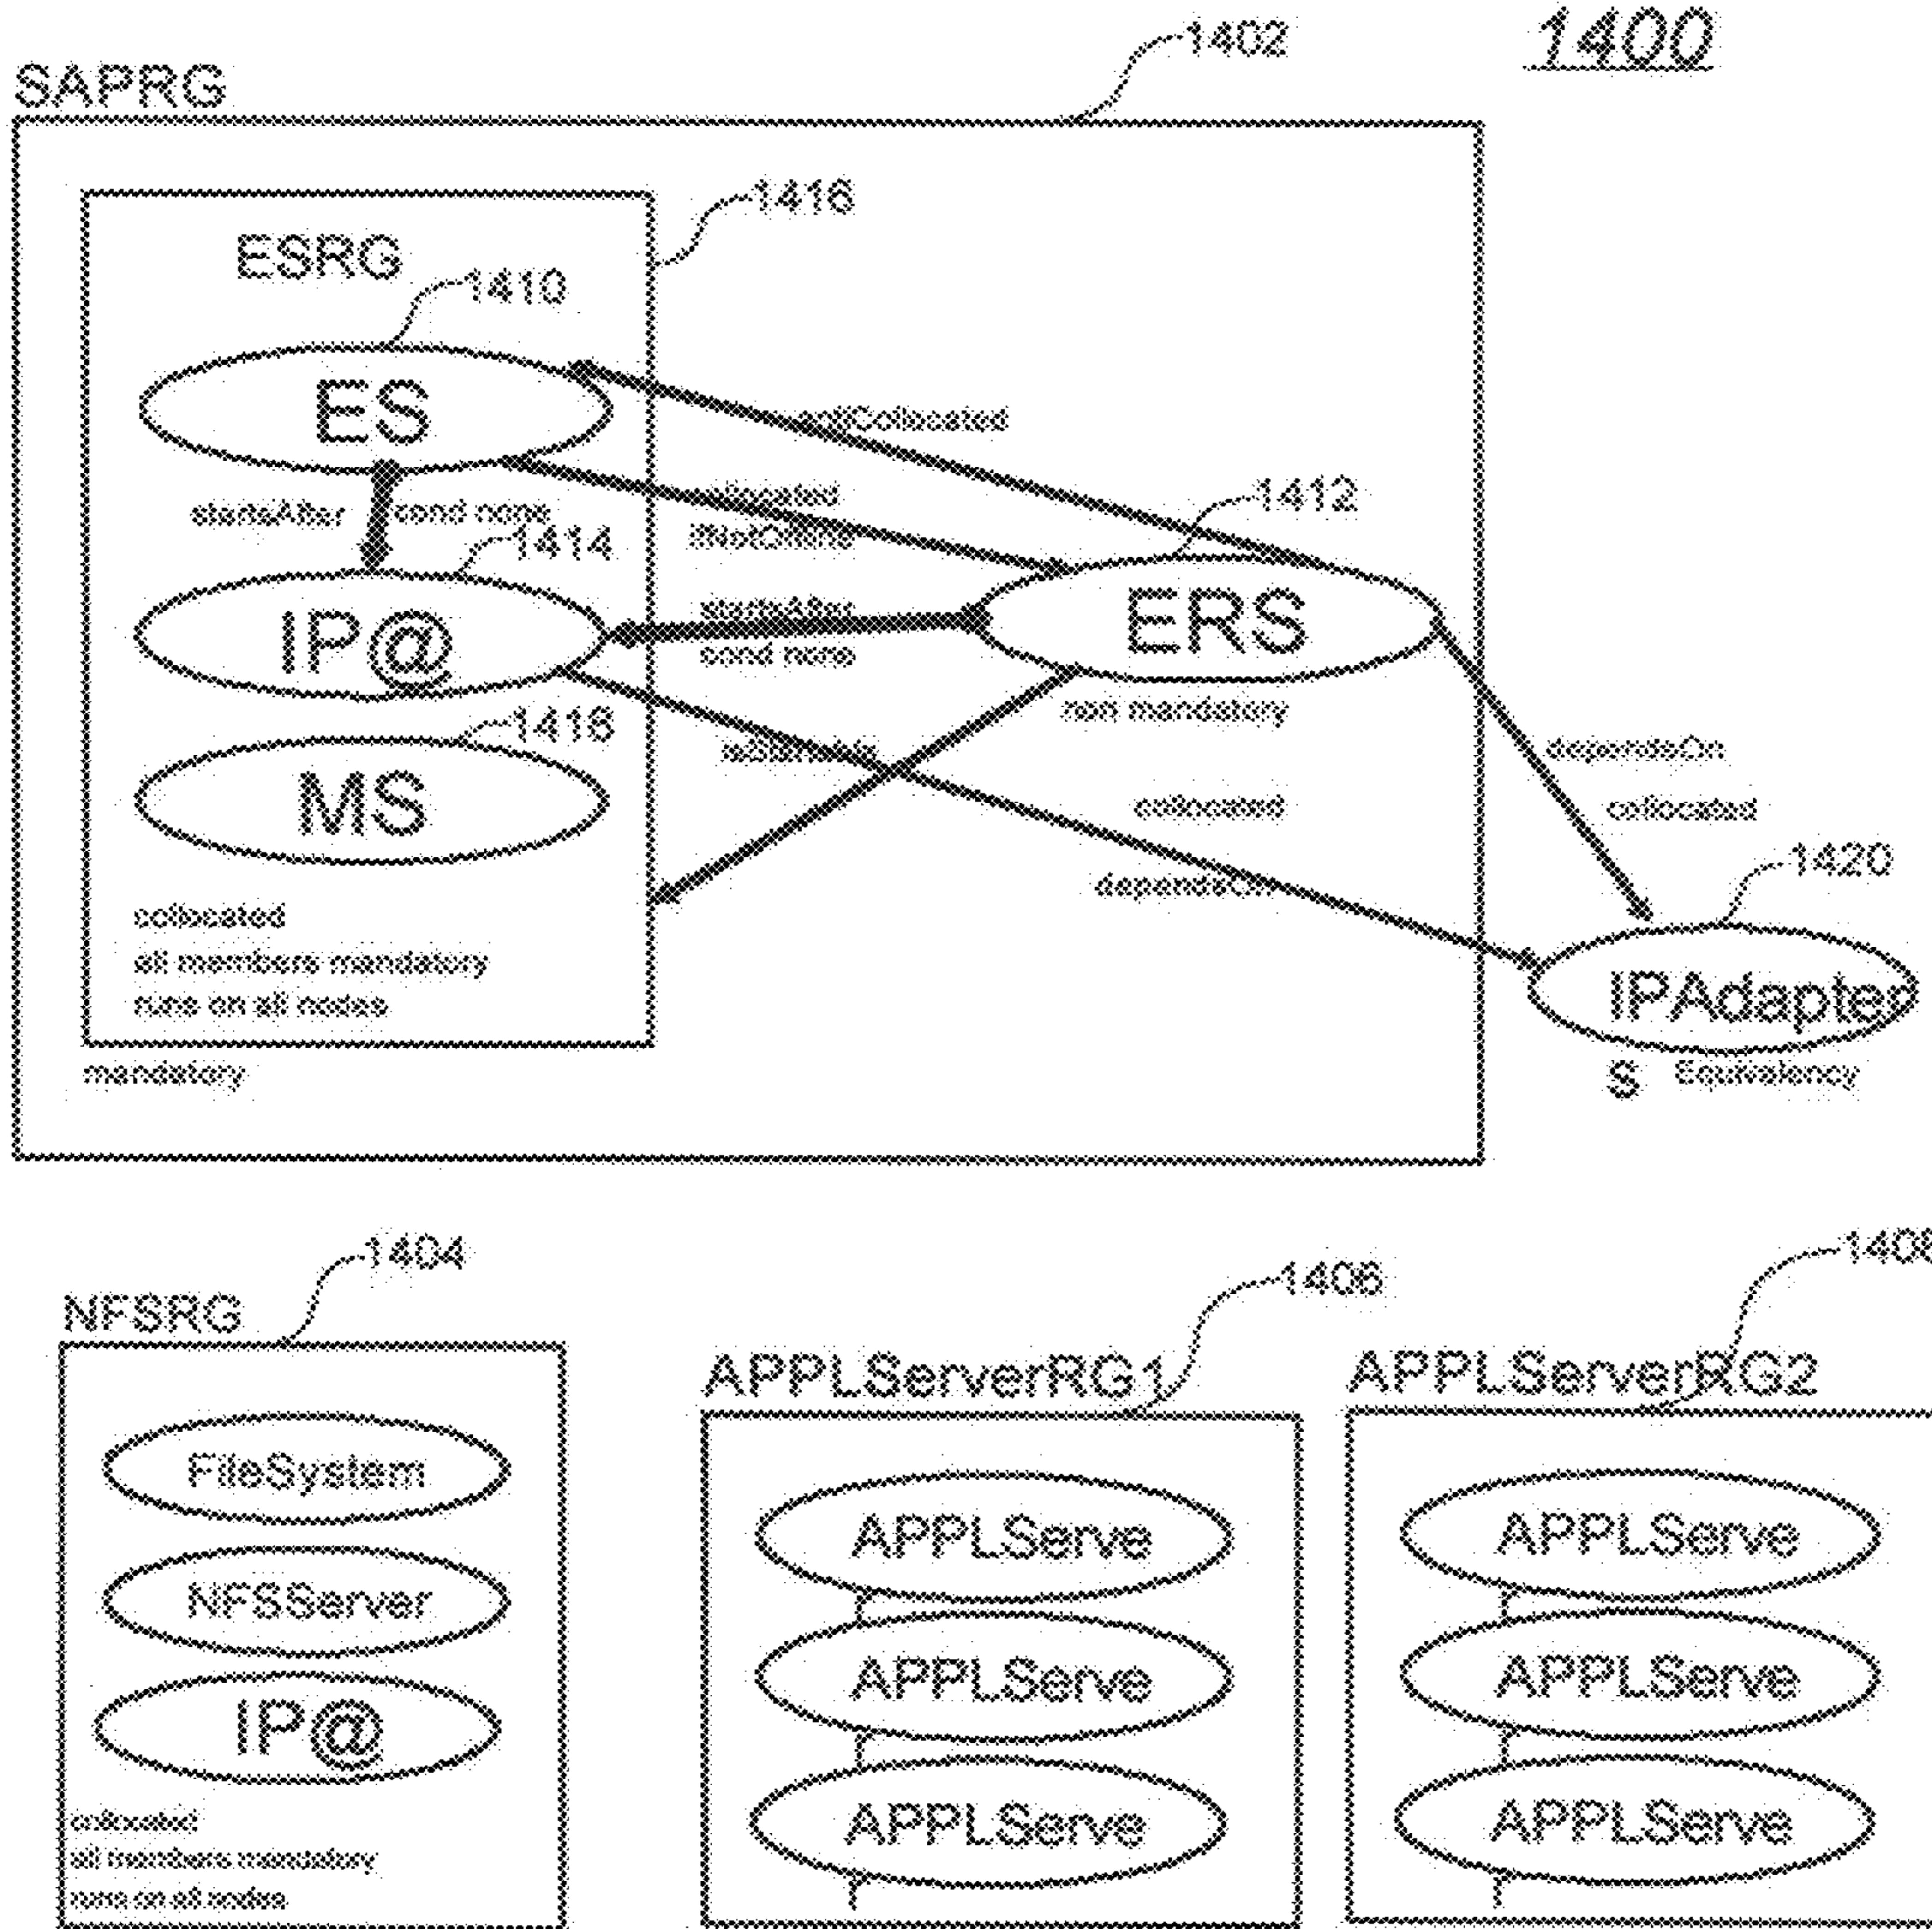 1400
1402
SAPRG
1416
ESRG
1410
ES
antiCollocated
startsAfter
cond none
collocated
ifNotOnline
1412
1414
IP@
startsAfter
cond none
ERS
non mandatory
1416
MS
collocated
dependsOn
dependsOn
collocated
1420
IPAdapter
S
Equivalency
collocated
all members mandatory
runs on all nodes
mandatory
1404
NFSRG
FileSystem
NFSServer
IP@
collocated
all members mandatory
runs on all nodes
1406
APPLServerRG1
APPLServe
r
APPLServe
r
APPLServe
r
1408
APPLServerRG2
APPLServe
r
APPLServe
r
APPLServe
r